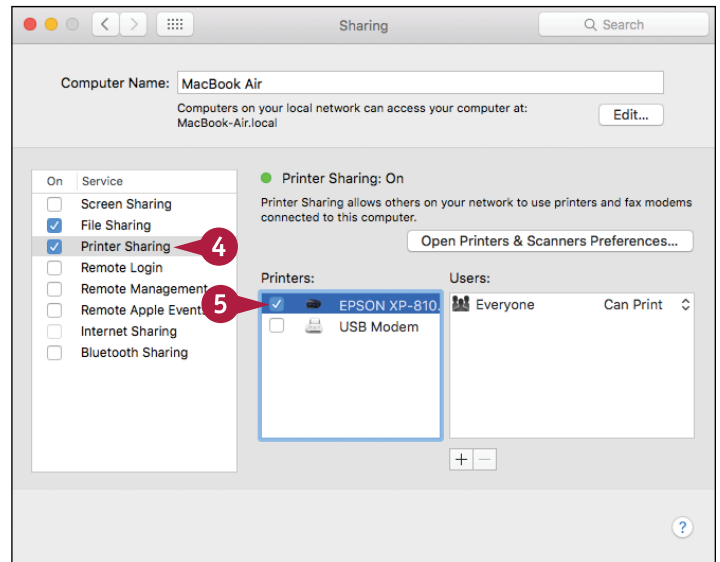 Sharing
Search
Computer Name: MacBook Air
Computers on your local network can access your computer at:
MacBook-Air.local
Edit...
On Service
Screen Sharing
File Sharing
Printer Sharing
4
Remote Login
Remote Management
Remote Apple Event
Internet Sharing
Bluetooth Sharing
Printer Sharing: On
Printer Sharing allows others on your network to use printers and fax modems
connected to this computer.
Open Printers & Scanners Preferences...
Printers:
5
EPSON XP-810.
USB Modem
Users:
Everyone Can Print
+ −
?